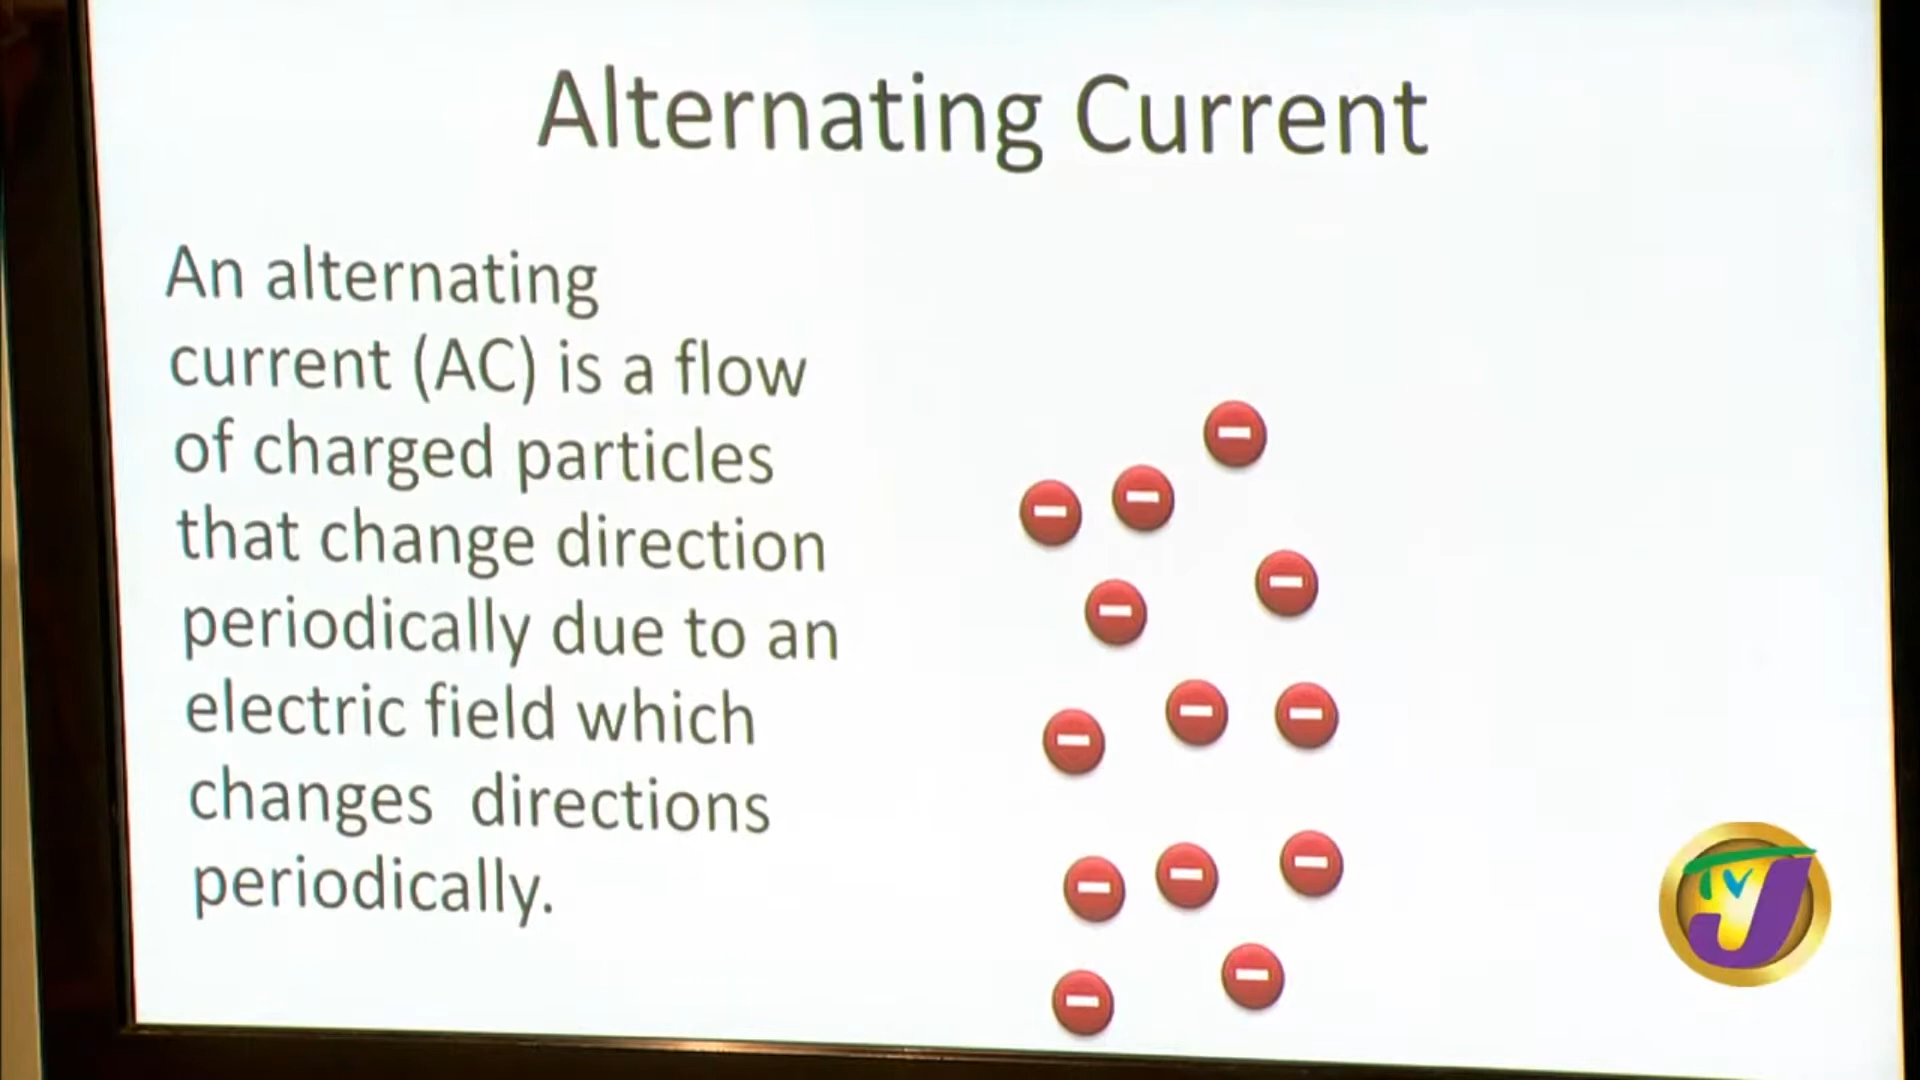 Alternating Current
An alternating
current (AC) is a flow
of charged particles
that change direction
periodically due to an
electric field which
changes directions
periodically.
TVJ